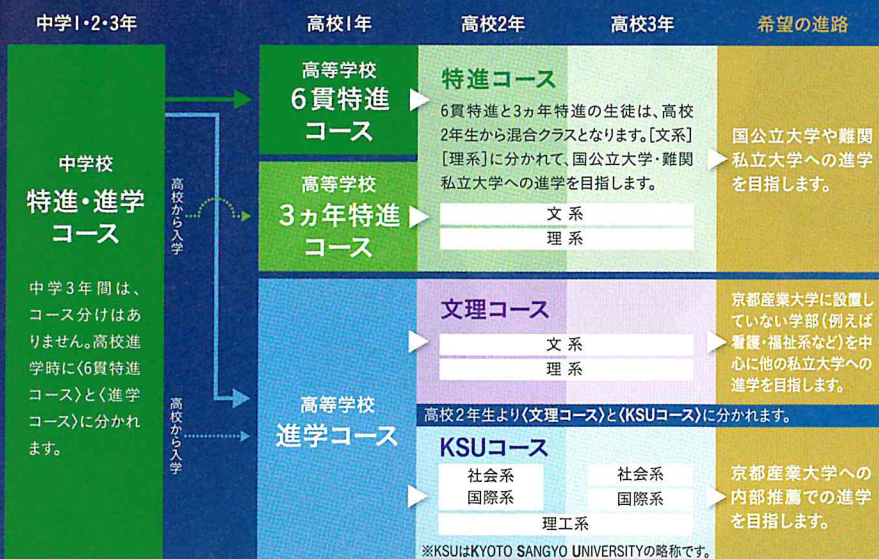 中学1・2・3年
高校1年
高校2年
高校3年
希望の進路
中学校
特進・進学
コース
中学3年間は、
コース分けはあ
りません。高校進
学時に〈6貫特進
コース〉と〈進学
コース〉に分かれ
ます。
高校から入学
高校から入学
高等学校
6貫特進
コース
高等学校
3ヵ年特進
コース
高等学校
進学コース
特進コース
6貫特進と3ヵ年特進の生徒は、高校
2年生から混合クラスとなります。[文系]
[理系]に分かれて、国公立大学・難関
私立大学への進学を目指します。
文系
理系
国公立大学や難関
私立大学への進学
を目指します。
文理コース
文系
理系
京都産業大学に設置し
ていない学部(例えば
看護・福祉系など)を中
心に他の私立大学への
進学を目指します。
高校2年生より〈文理コース〉と〈KSUコース〉に分かれます。
KSUコース
社会系
国際系
社会系
国際系
理工系
※KSUはKYOTO SANGYO UNIVERSITYの略称です。
京都産業大学への
内部推薦での進学
を目指します。